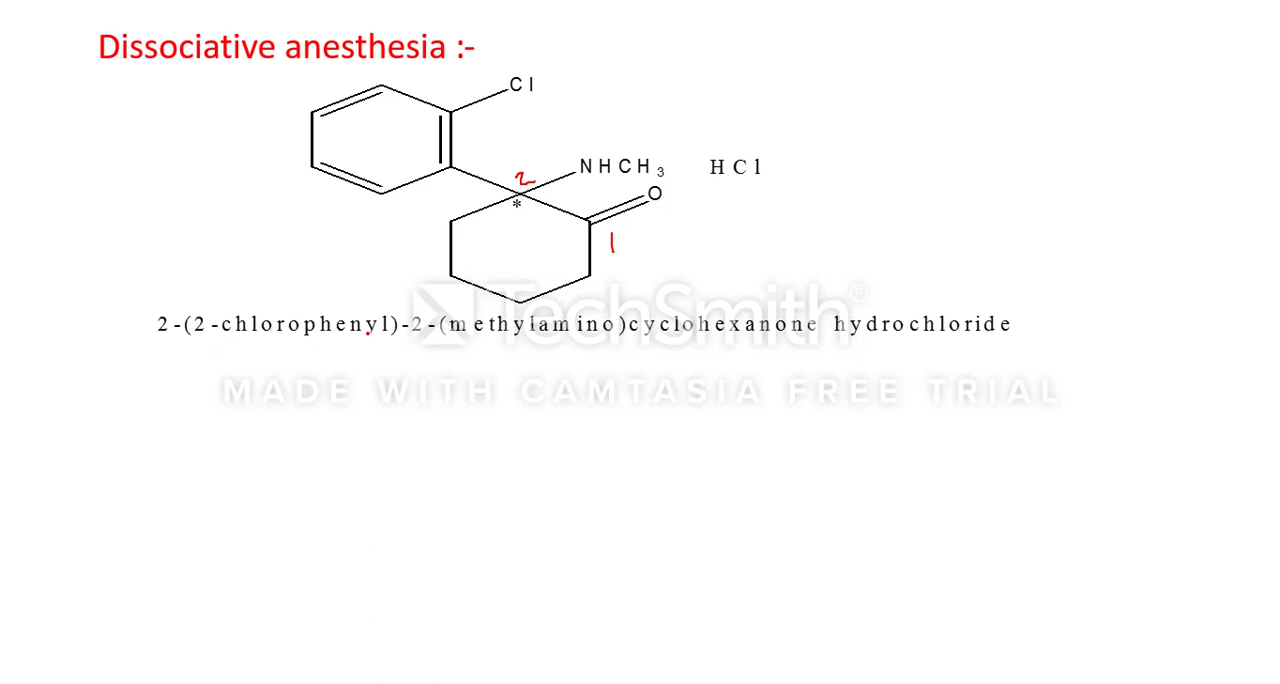 Dissociative anesthesia :-
Cl
NHCH3 HCl
2
O
*
1
TechSmith®
2-(2-chlorophenyl)-2-(methylamino)cyclohexanone hydrochloride
MADE WITH CAMTASIA FREE TRIAL